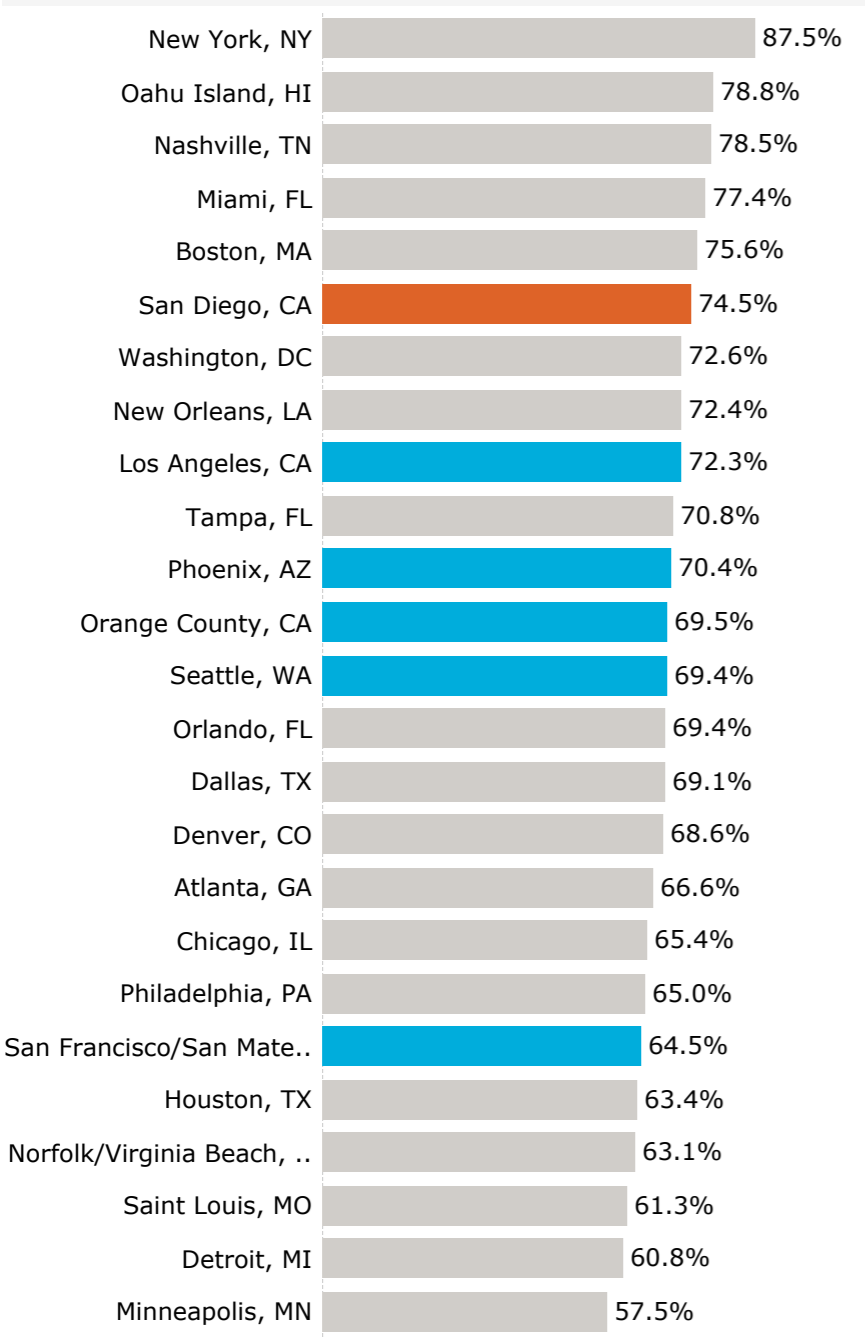 New York, NY 87.5%
Oahu Island, HI 78.8%
Nashville, TN 78.5%
Miami, FL 77.4%
Boston, MA 75.6%
San Diego, CA 74.5%
Washington, DC 72.6%
New Orleans, LA 72.4%
Los Angeles, CA 72.3%
Tampa, FL 70.8%
Phoenix, AZ 70.4%
Orange County, CA 69.5%
Seattle, WA 69.4%
Orlando, FL 69.4%
Dallas, TX 69.1%
Denver, CO 68.6%
Atlanta, GA 66.6%
Chicago, IL 65.4%
Philadelphia, PA 65.0%
San Francisco/San Mate.. 64.5%
Houston, TX 63.4%
Norfolk/Virginia Beach, .. 63.1%
Saint Louis, MO 61.3%
Detroit, MI 60.8%
Minneapolis, MN 57.5%